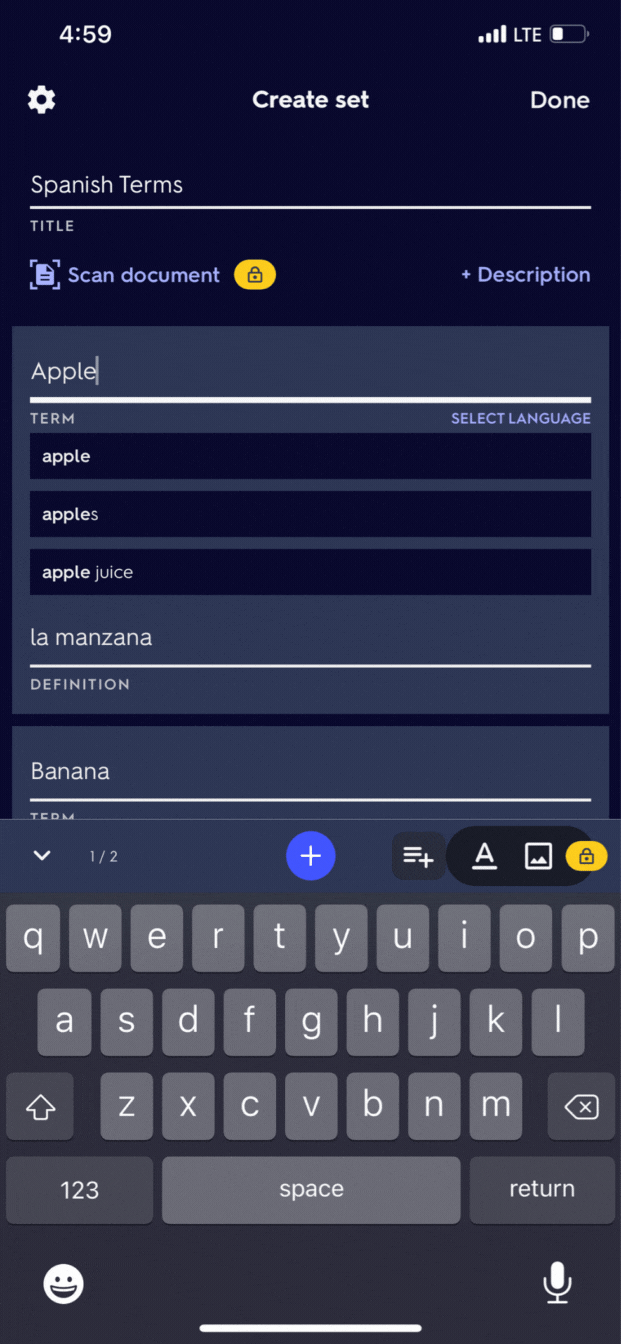 4:59 LTE
Create set Done
Spanish Terms
TITLE
Scan document + Description
Apple
TERM SELECT LANGUAGE
apple
apples
apple juice
la manzana
DEFINITION
Banana
TERM
1 / 2
A
q w e r t y u i o p
a s d f g h j k l
z x c v b n m
123 space return